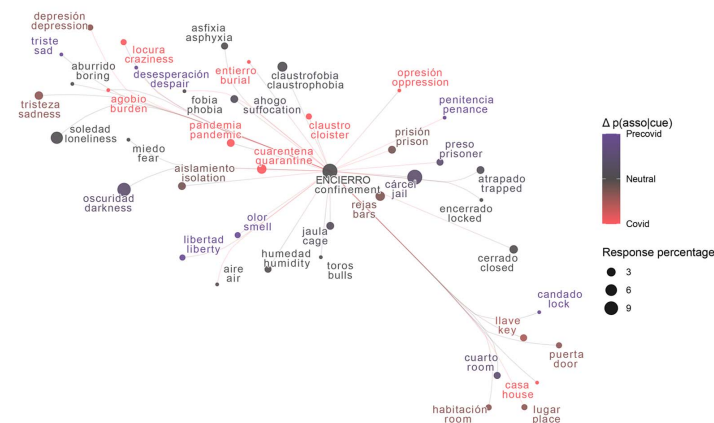 depresión
depression
triste
sad
locura
craziness
asfixia
asphyxia
aburrido
boring
desesperación
despair
entierro
burial
claustrofobia
claustrophobia
opresión
oppression
tristeza
sadness
agobio
burden
fobia
phobia
ahogo
suffocation
penitencia
penance
soledad
loneliness
pandemia
pandemic
claustro
cloister
prisión
prison
miedo
fear
cuarentena
quarantine
preso
prisoner
aislamiento
isolation
ENCIERRO
confinement
cárcel
jail
atrapado
trapped
oscuridad
darkness
rejas
bars
encerrado
locked
olor
smell
libertad
liberty
jaula
cage
cerrado
closed
humedad
humidity
toros
bulls
aire
air
candado
lock
llave
key
puerta
door
cuarto
room
casa
house
habitación
room
lugar
place
Δ p(asso|cue)
Precovid
Neutral
Covid
Response percentage
3
6
9